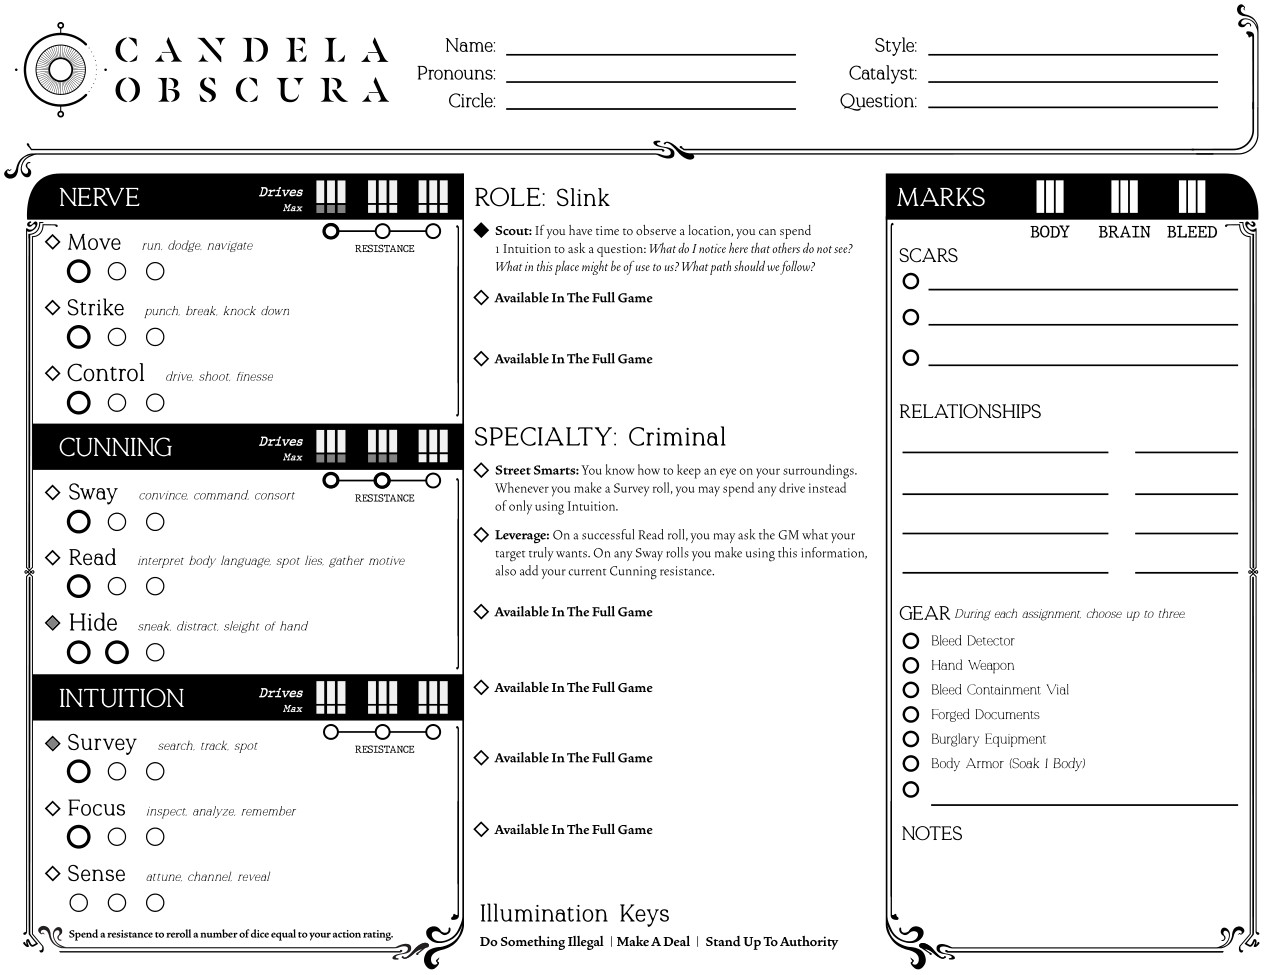 CANDELA
OBSCURA
Name:
Pronouns:
Circle:
Style:
Catalyst:
Question:
NERVE
Drives
Max
RESISTANCE
Move run, dodge, navigate
Strike punch, break, knock down
Control drive, shoot, finesse
CUNNING
Drives
Max
RESISTANCE
Sway convince, command, consort
Read interpret body language, spot lies, gather motive
Hide sneak, distract, sleight of hand
INTUITION
Drives
Max
RESISTANCE
Survey search, track, spot
Focus inspect, analyze, remember
Sense attune, channel, reveal
Spend a resistance to reroll a number of dice equal to your action rating.
ROLE: Slink
Scout: If you have time to observe a location, you can spend
1 Intuition to ask a question: What do I notice here that others do not see?
What in this place might be of use to us? What path should we follow?
Available In The Full Game
Available In The Full Game
SPECIALTY: Criminal
Street Smarts: You know how to keep an eye on your surroundings.
Whenever you make a Survey roll, you may spend any drive instead
of only using Intuition.
Leverage: On a successful Read roll, you may ask the GM what your
target truly wants. On any Sway rolls you make using this information,
also add your current Cunning resistance.
Available In The Full Game
Available In The Full Game
Available In The Full Game
Available In The Full Game
Illumination Keys
Do Something Illegal | Make A Deal | Stand Up To Authority
MARKS
BODY BRAIN BLEED
SCARS
RELATIONSHIPS
GEAR During each assignment, choose up to three.
Bleed Detector
Hand Weapon
Bleed Containment Vial
Forged Documents
Burglary Equipment
Body Armor (Soak 1 Body)
NOTES